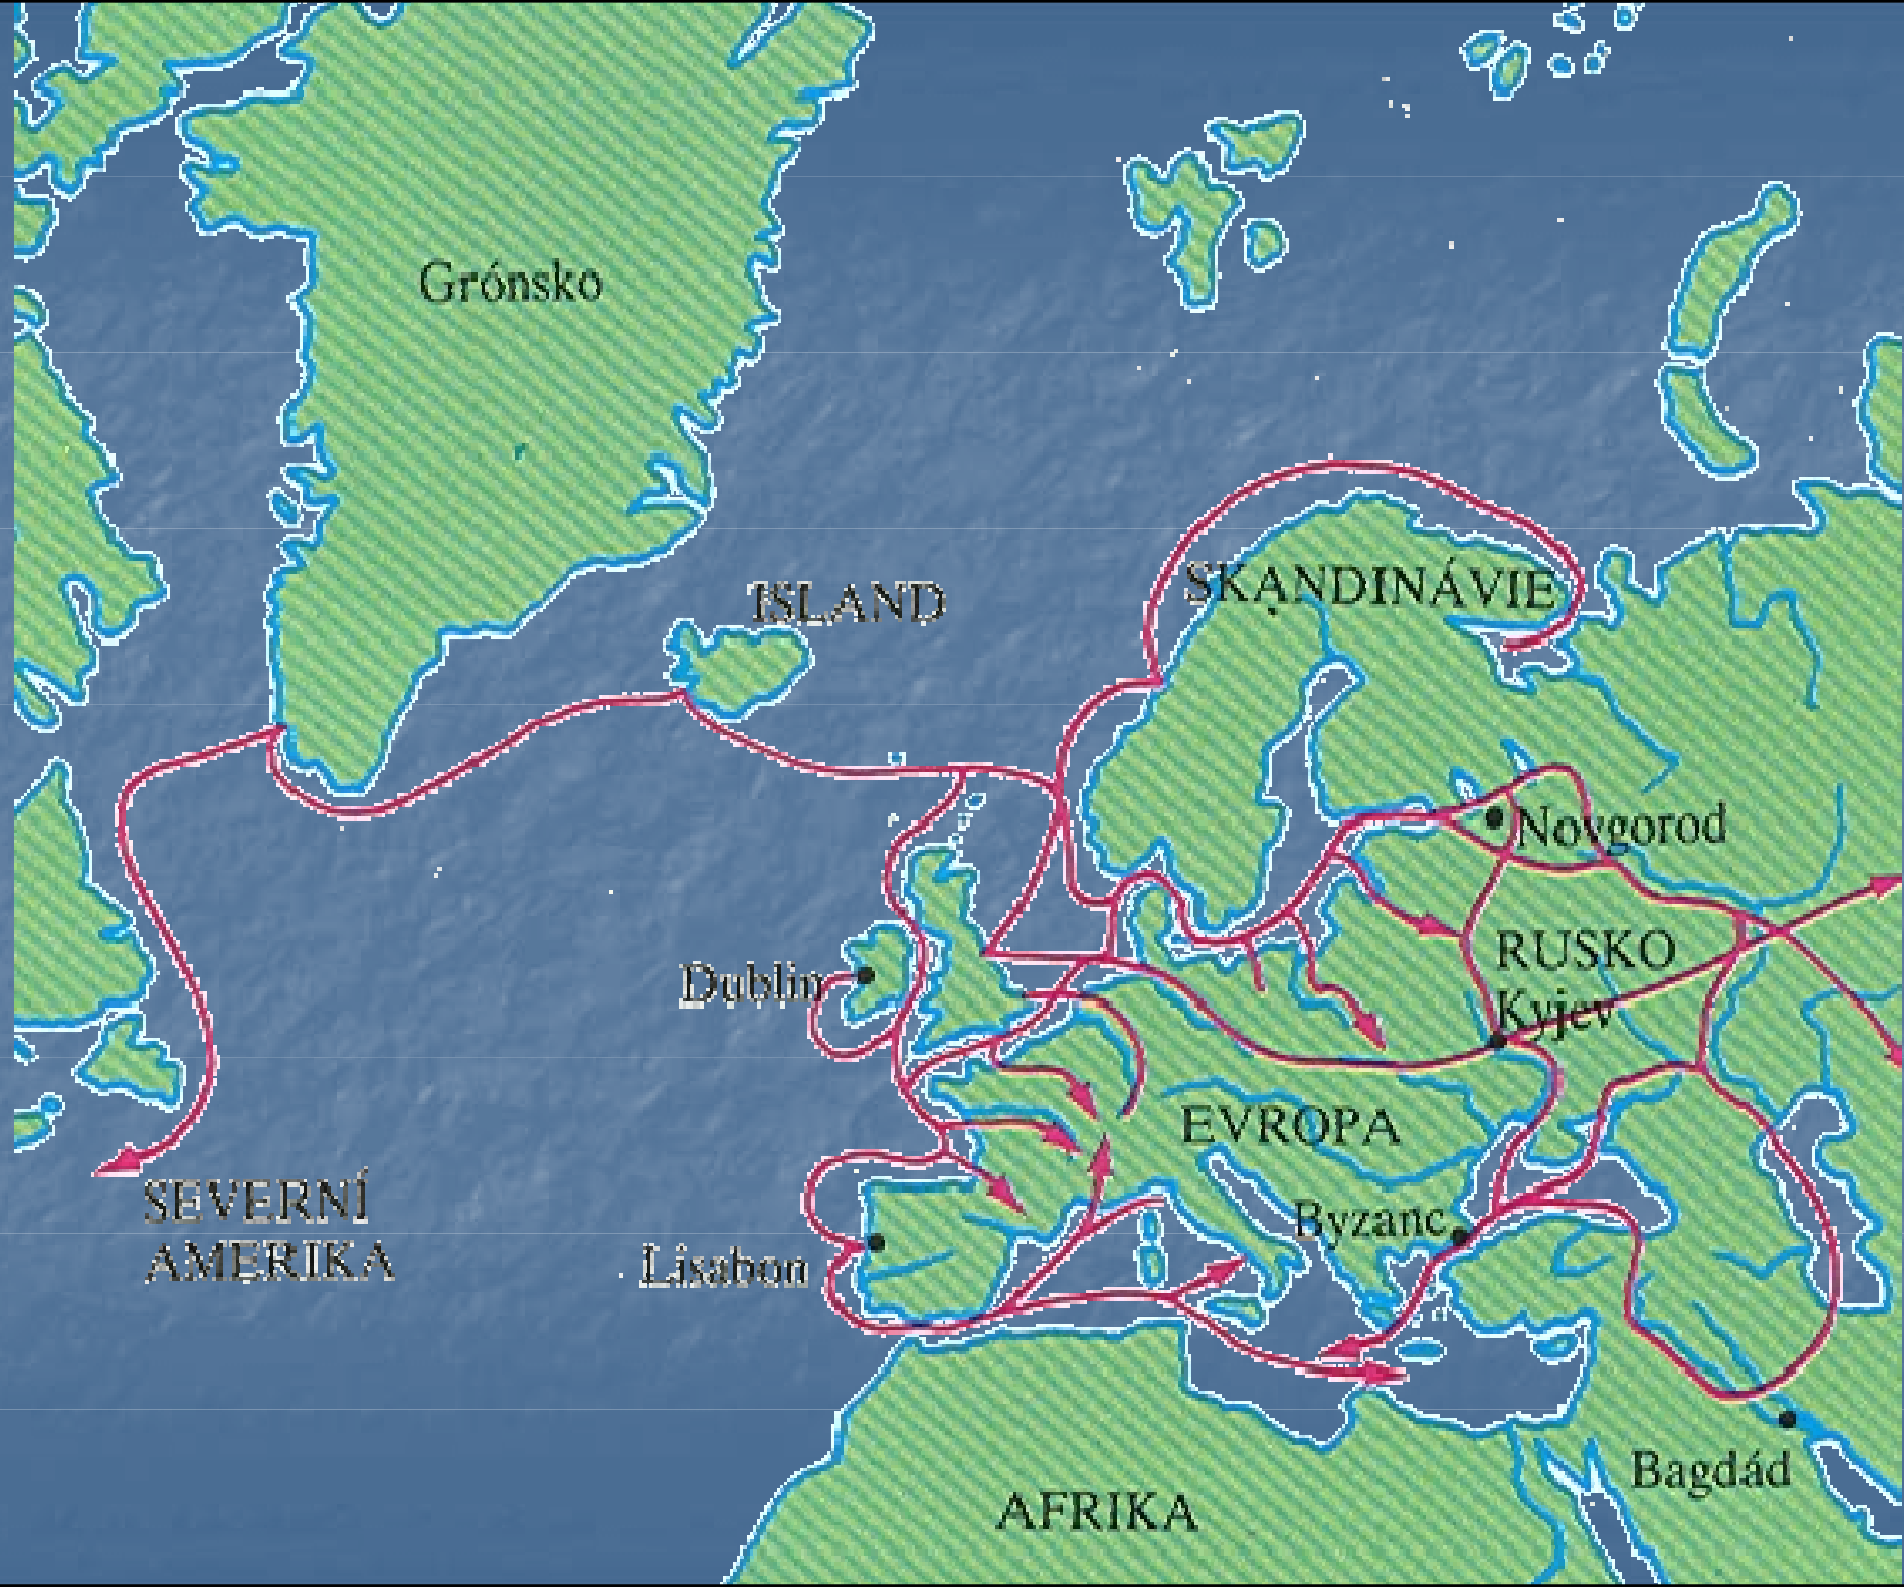 Grónsko
ISLAND
SKANDINÁVIE
Novgorod
RUSKO
Dublin
Kyjev
EVROPA
SEVERNÍ
AMERIKA
Byzanc
Lisabon
Bagdád
AFRIKA